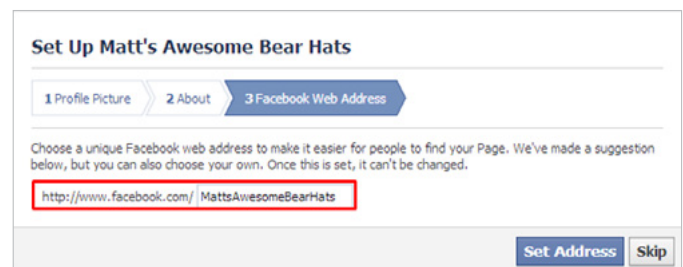 Set Up Matt's Awesome Bear Hats
1 Profile Picture 2 About 3 Facebook Web Address
Choose a unique Facebook web address to make it easier for people to find your Page. We've made a suggestion
below, but you can also choose your own. Once this is set, it can't be changed.
http://www.facebook.com/ MattsAwesomeBearHats
Set Address Skip